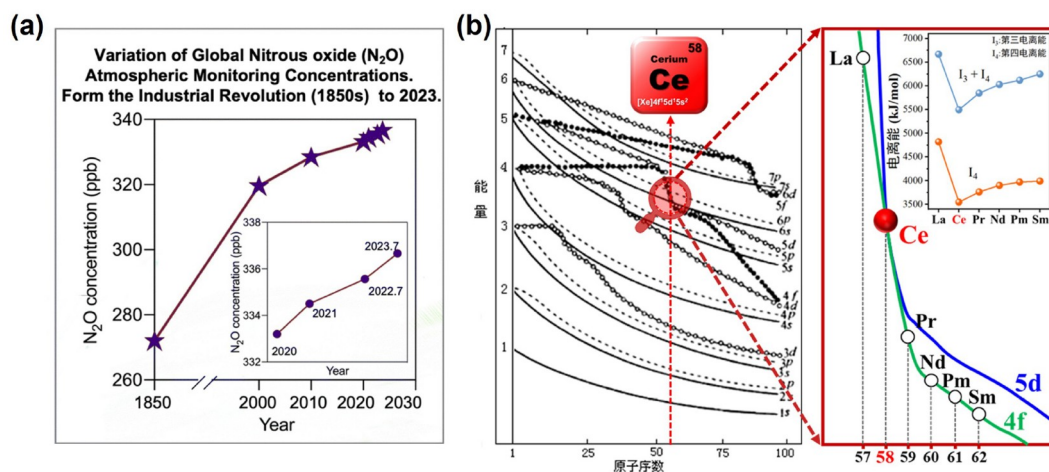 (a)
Variation of Global Nitrous oxide (N₂O)
Atmospheric Monitoring Concentrations.
Form the Industrial Revolution (1850s) to 2023.
N₂O concentration (ppb)
340
320
300
280
260
1850
2000
2010
2020
2030
Year
N₂O concentration (ppb)
338
336
334
332
2020
2021
2022.7
2023.7
Year
(b)
能量
7
6
5
4
3
2
1
58
Cerium
Ce
[Xe]4f¹5d¹5s²
7p
7s
6d
5f
6p
6s
5d
5p
5s
4f
4d
4p
4s
3d
3p
3s
2p
2s
1s
1
25
50
75
100
原子序数
La
Ce
Pr
Nd
Pm
Sm
5d
4f
57
58
59
60
61
62
I₃:第三电离能
I₄:第四电离能
电离能 (kJ/mol)
7000
6500
6000
5500
5000
4500
4000
3500
I₃ + I₄
I₄
La Ce Pr Nd Pm Sm